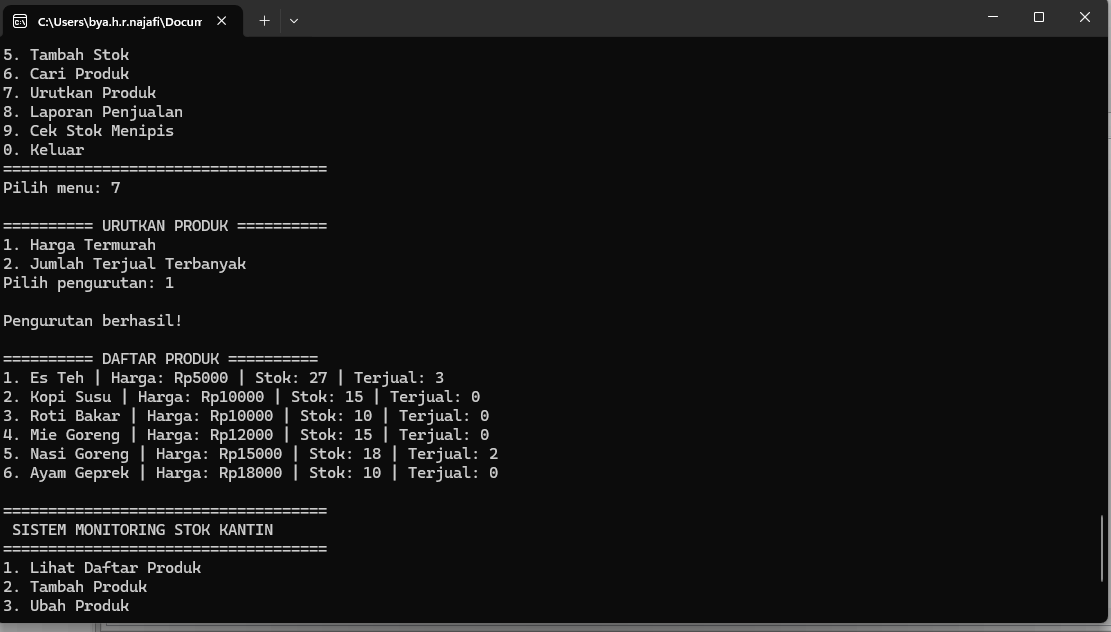 C:\Users\bya.h.r.najafi\Docum
5. Tambah Stok
6. Cari Produk
7. Urutkan Produk
8. Laporan Penjualan
9. Cek Stok Menipis
0. Keluar
====================================
Pilih menu: 7
========== URUTKAN PRODUK ==========
1. Harga Termurah
2. Jumlah Terjual Terbanyak
Pilih pengurutan: 1
Pengurutan berhasil!
========== DAFTAR PRODUK ==========
1. Es Teh | Harga: Rp5000 | Stok: 27 | Terjual: 3
2. Kopi Susu | Harga: Rp10000 | Stok: 15 | Terjual: 0
3. Roti Bakar | Harga: Rp10000 | Stok: 10 | Terjual: 0
4. Mie Goreng | Harga: Rp12000 | Stok: 15 | Terjual: 0
5. Nasi Goreng | Harga: Rp15000 | Stok: 18 | Terjual: 2
6. Ayam Geprek | Harga: Rp18000 | Stok: 10 | Terjual: 0
====================================
SISTEM MONITORING STOK KANTIN
====================================
1. Lihat Daftar Produk
2. Tambah Produk
3. Ubah Produk